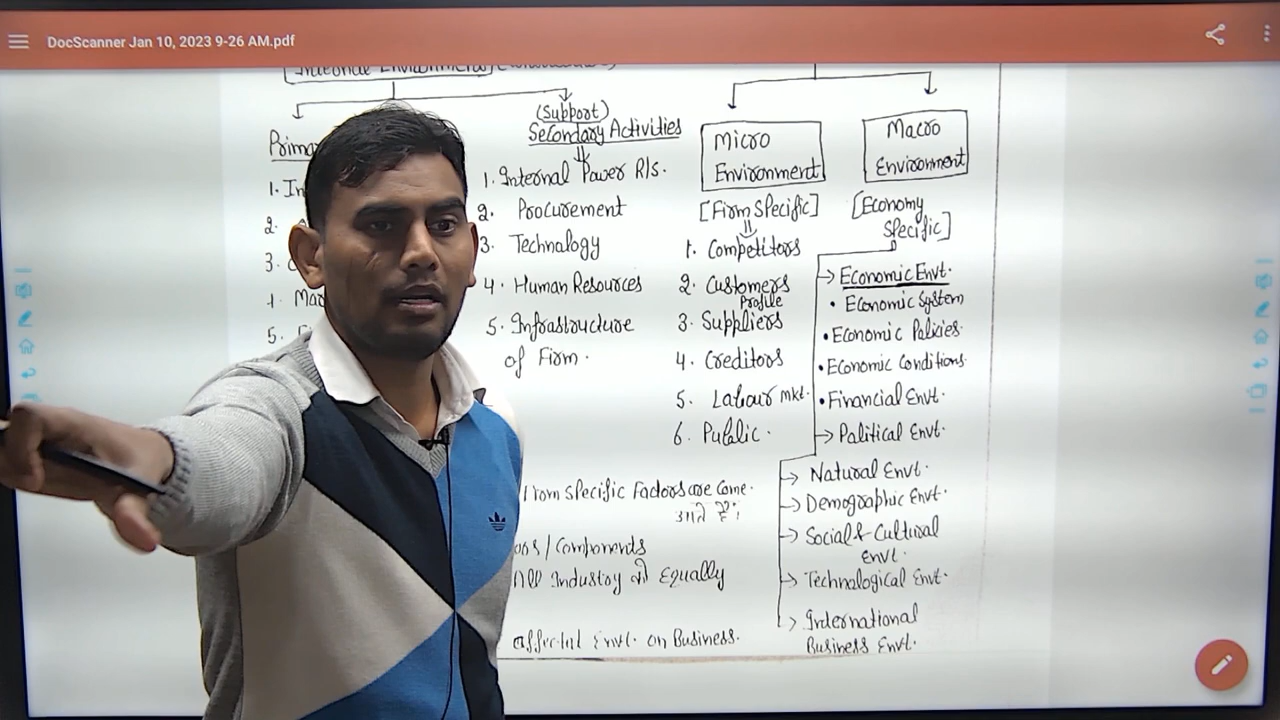 DocScanner Jan 10, 2023 9-26 AM.pdf
(Support)
Secondary Activities
1. Internal Power R/s.
2. Procurement
3. Technology
4. Human Resources
5. Infrastructure
of Firm.
1.
2.
3.
4. Mar
5.
Micro
Environment
[Firm Specific]
1. Competitors
2. Customers
Profile
3. Suppliers
4. Creditors
5. Labour mkt.
6. Public.
Macro
Environment
[Economy
Specific]
Economic Envt.
• Economic System
• Economic Policies.
• Economic Conditions.
• Financial Envt.
Political Envt.
Natural Envt.
Demographic Envt.
Social & Cultural
Envt.
Technological Envt.
International
Business Envt.
Specific Factors are Come.
आते हैं।
/ Components
All Industry को Equally
Envt. on Business.